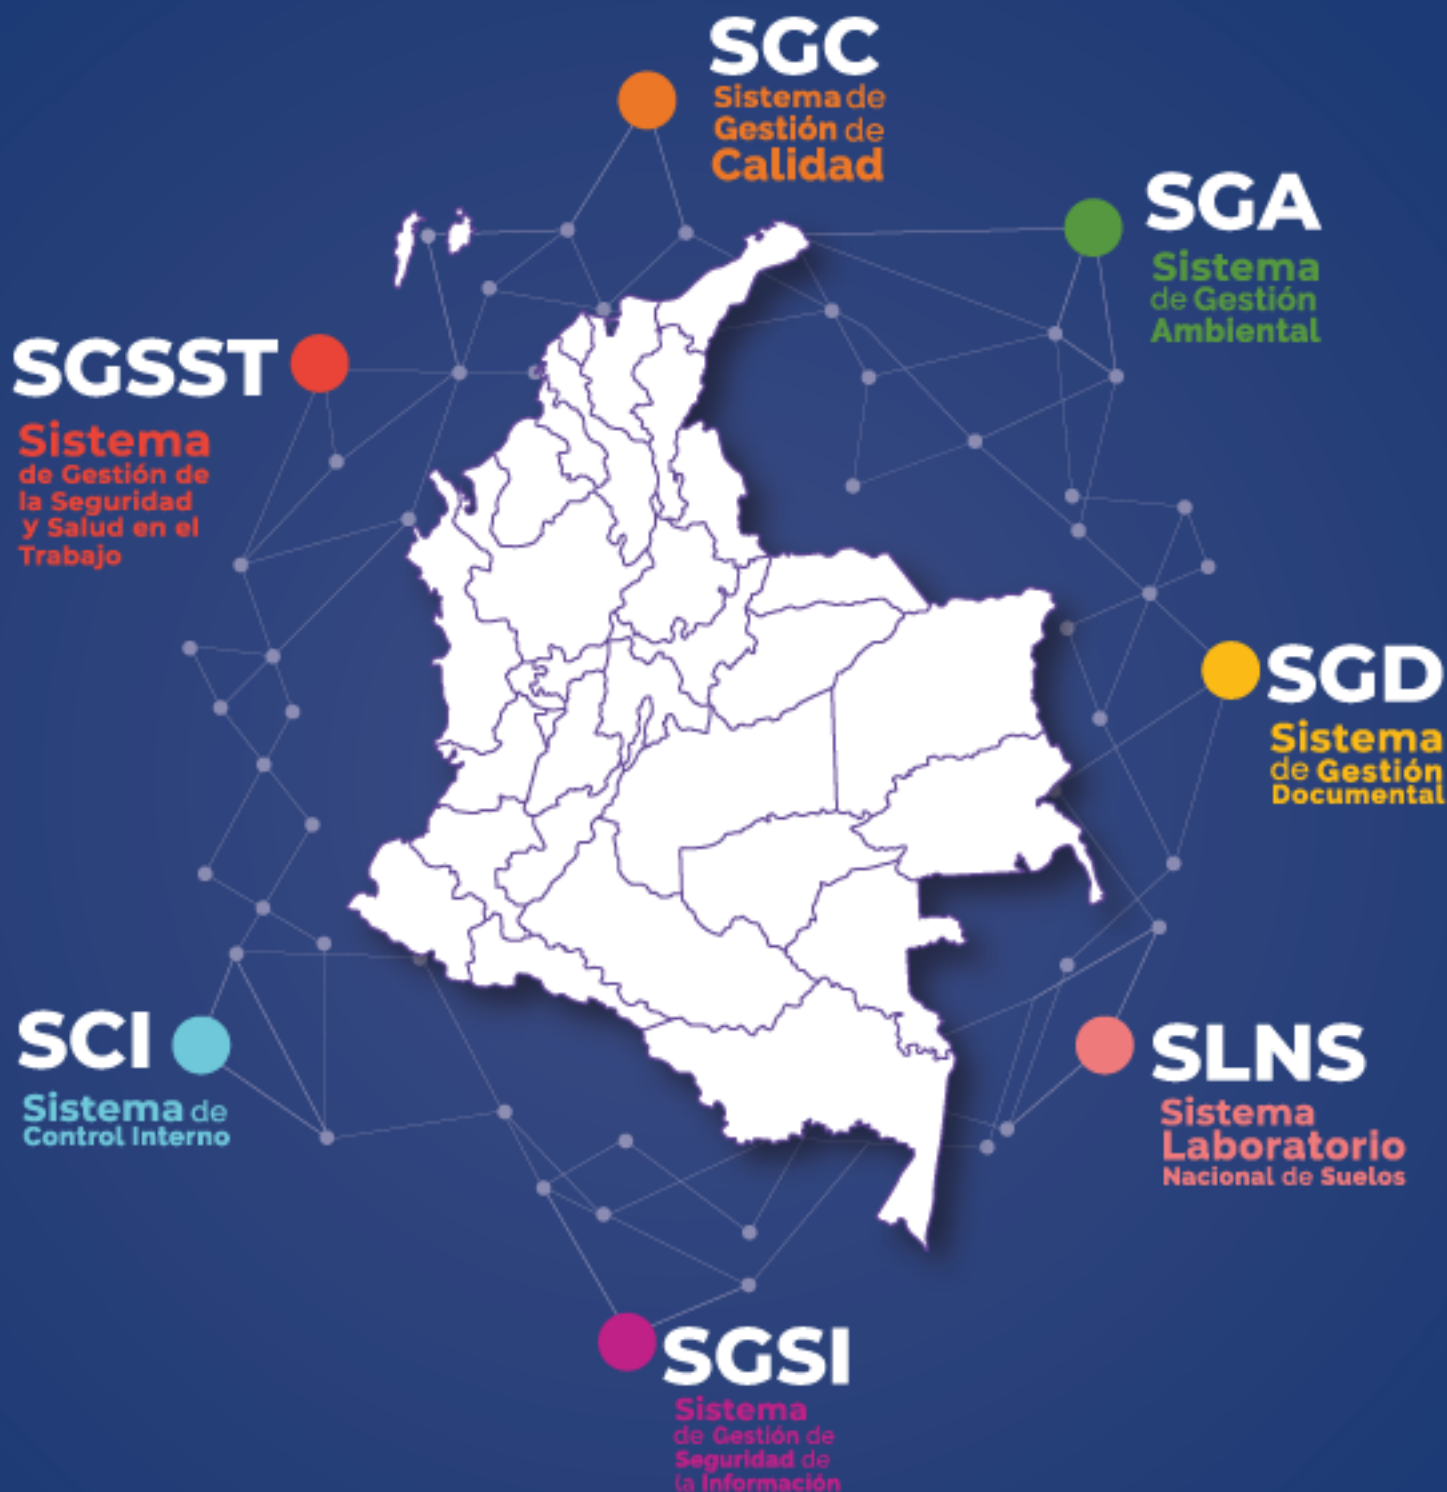 SGC
Sistema de
Gestión de
Calidad
SGA
Sistema
de Gestión
Ambiental
SGSST
Sistema
de Gestión de
la Seguridad
y Salud en el
Trabajo
SGD
Sistema
de Gestión
Documental
SCI
Sistema de
Control Interno
SLNS
Sistema
Laboratorio
Nacional de Suelos
SGSI
Sistema
de Gestión de
Seguridad de
la Información